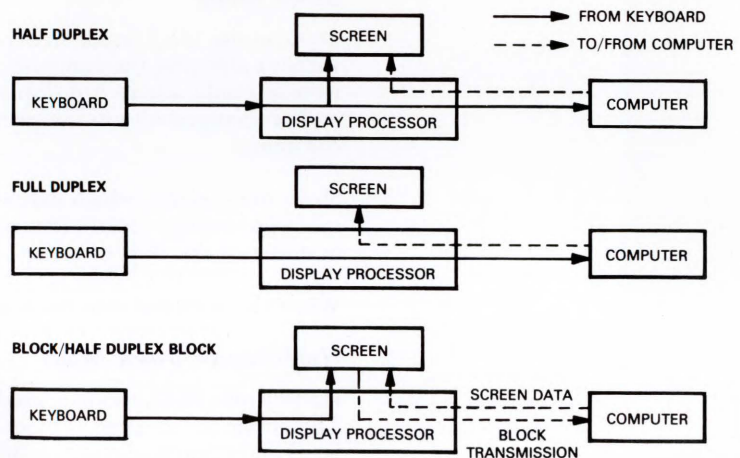 HALF DUPLEX
SCREEN
FROM KEYBOARD
TO/FROM COMPUTER
KEYBOARD
DISPLAY PROCESSOR
COMPUTER
FULL DUPLEX
SCREEN
KEYBOARD
DISPLAY PROCESSOR
COMPUTER
BLOCK/HALF DUPLEX BLOCK
SCREEN
SCREEN DATA
KEYBOARD
DISPLAY PROCESSOR
COMPUTER
BLOCK
TRANSMISSION